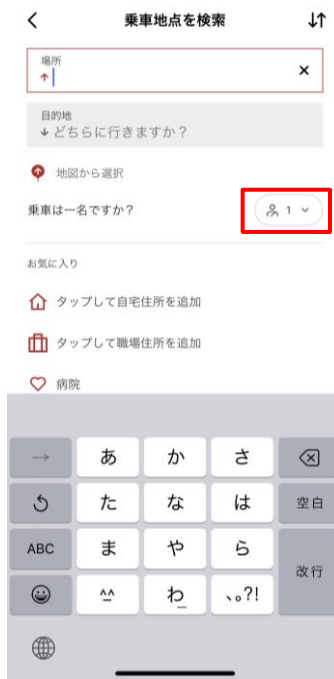 乗車地点を検索
場所
目的地
どちらに行きますか？
地図から選択
乗車は一名ですか？
1
お気に入り
タップして自宅住所を追加
タップして職場住所を追加
病院
→ あ か さ
た な は 空白
ABC ま や ら
改行
^^ わ 、。?!